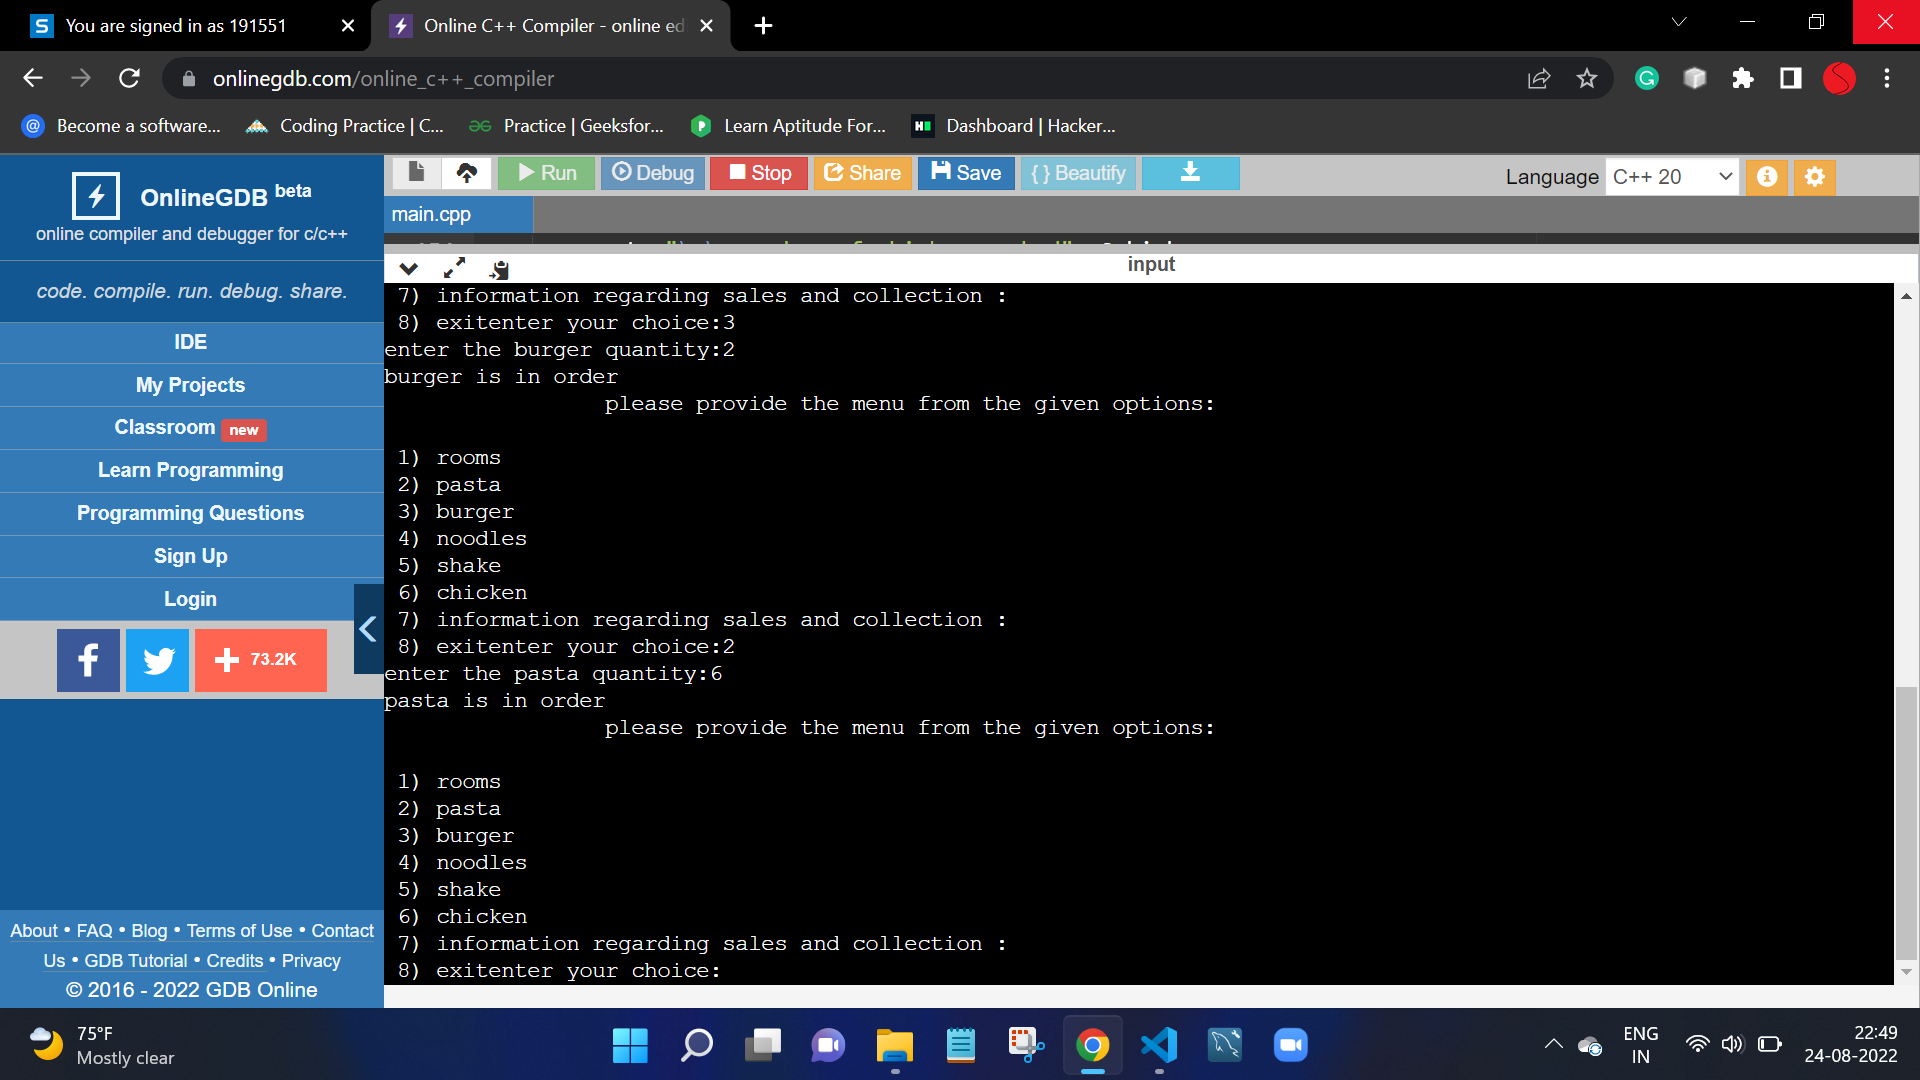 You are signed in as 191551
Online C++ Compiler - online ed
onlinegdb.com/online_c++_compiler
Become a software...
Coding Practice | C...
Practice | Geeksfor...
Learn Aptitude For...
Dashboard | Hacker...
OnlineGDB beta
online compiler and debugger for c/c++
code. compile. run. debug. share.
IDE
My Projects
Classroom new
Learn Programming
Programming Questions
Sign Up
Login
73.2K
About • FAQ • Blog • Terms of Use • Contact
Us • GDB Tutorial • Credits • Privacy
© 2016 - 2022 GDB Online
Run
Debug
Stop
Share
Save
{ } Beautify
Language C++ 20
main.cpp
input
7) information regarding sales and collection :
8) exitenter your choice:3
enter the burger quantity:2
burger is in order
please provide the menu from the given options:
1) rooms
2) pasta
3) burger
4) noodles
5) shake
6) chicken
7) information regarding sales and collection :
8) exitenter your choice:2
enter the pasta quantity:6
pasta is in order
please provide the menu from the given options:
1) rooms
2) pasta
3) burger
4) noodles
5) shake
6) chicken
7) information regarding sales and collection :
8) exitenter your choice:
75°F
Mostly clear
ENG
IN
22:49
24-08-2022